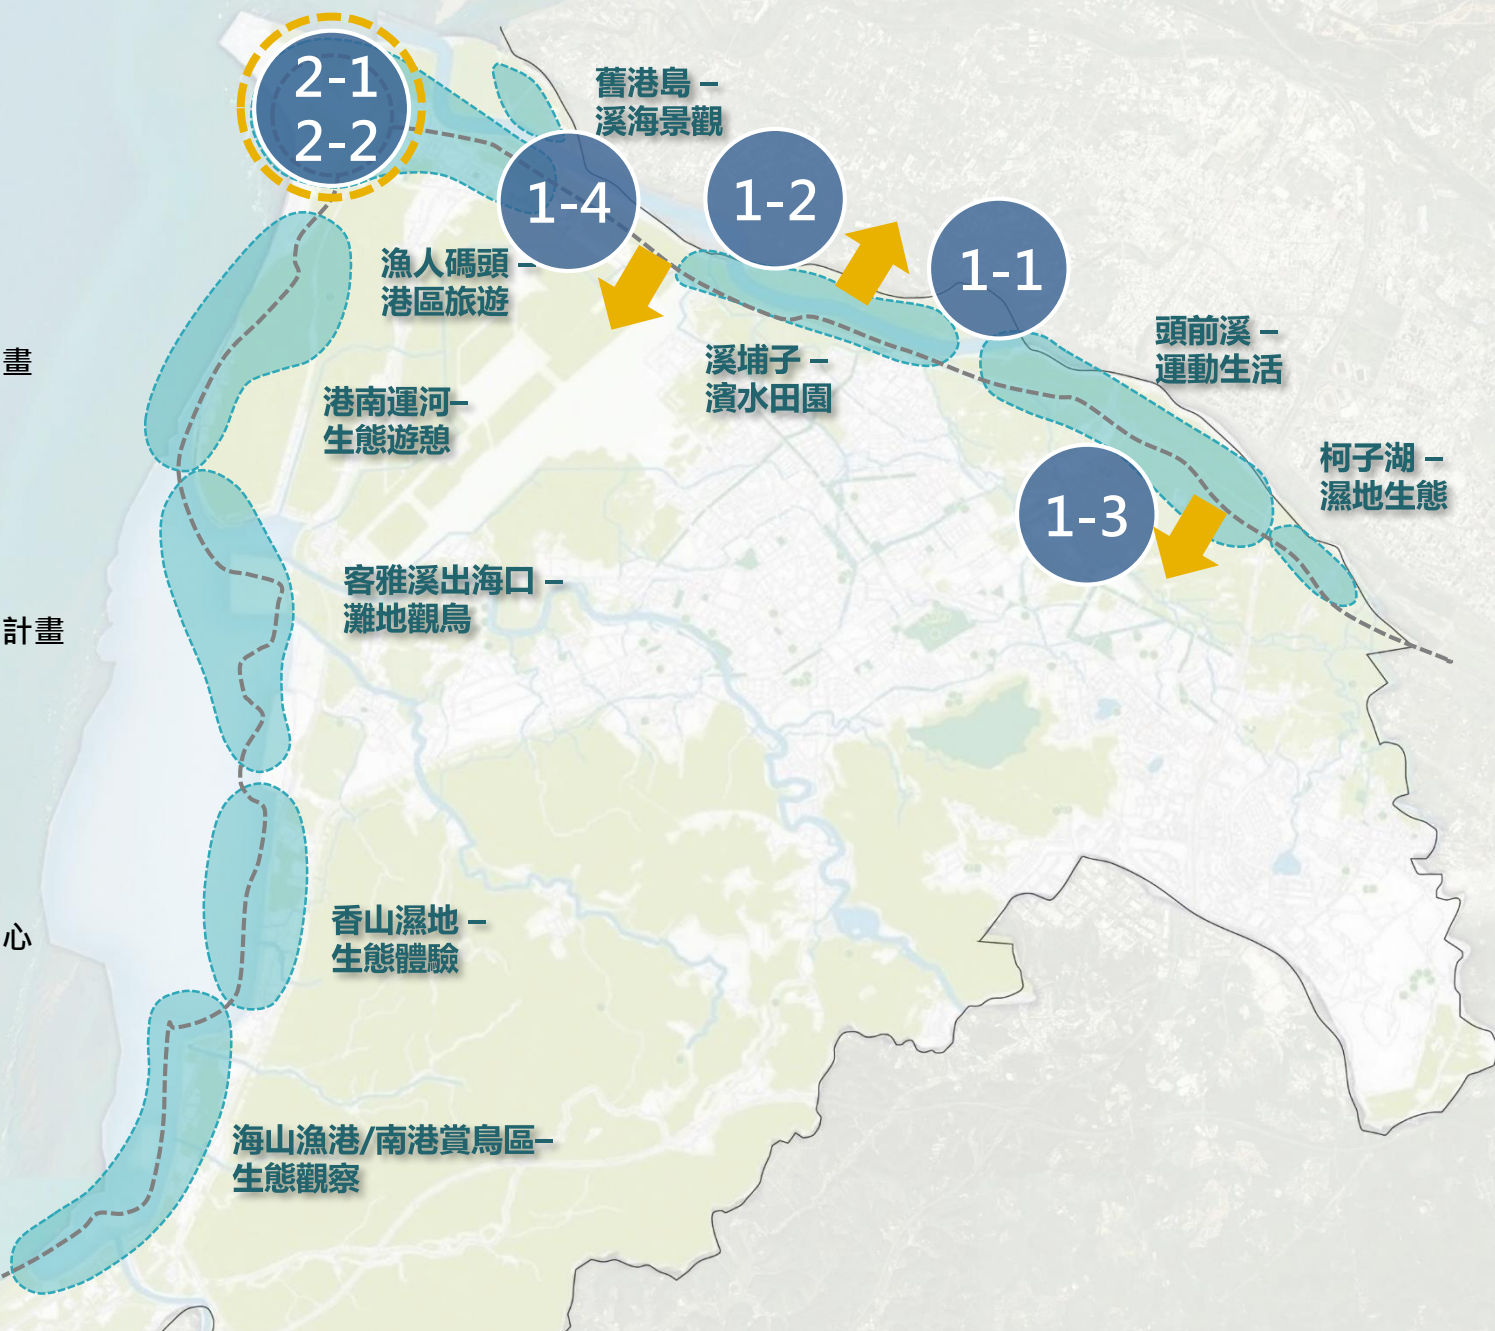 2-1
2-2
舊港島 –
溪海景觀
1-4
1-2
1-1
漁人碼頭 –
港區旅遊
頭前溪 –
運動生活
溪埔子 –
濱水田園
畫
港南運河–
生態遊憩
柯子湖 –
濕地生態
1-3
客雅溪出海口 –
灘地觀鳥
計畫
香山濕地 –
生態體驗
心
海山漁港/南港賞鳥區–
生態觀察